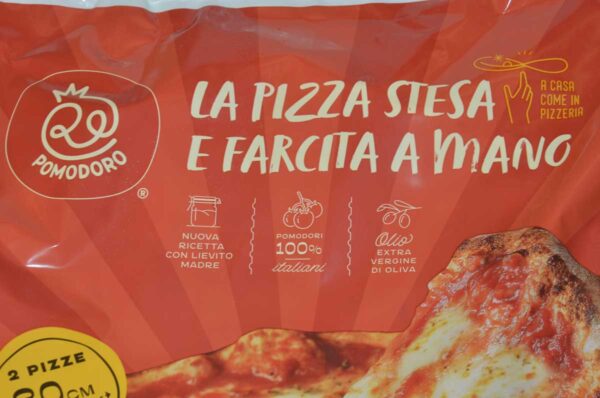 LA PIZZA STESA
E FARCITA A MANO
A CASA
COME IN
PIZZERIA
POMODORO
®
NUOVA
RICETTA
CON LIEVITO
MADRE
POMODORI
100%
italiani
Olio
EXTRA
VERGINE
DI OLIVA
2 PIZZE
CM